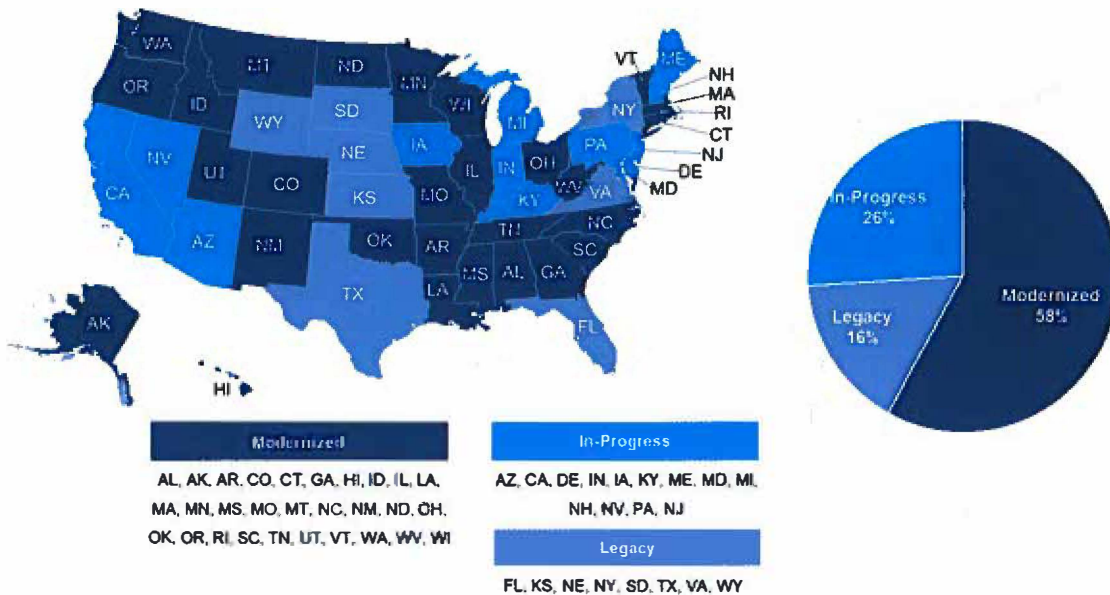 WA
MT
ND
MN
OR
ID
WY
SD
WI
MI
VT
ME
NH
MA
RI
CT
NJ
DE
MD
NY
PA
NV
CA
UT
CO
NE
IA
IL
IN
OH
WV
VA
KS
MO
KY
NC
AZ
NM
OK
AR
TN
SC
MS
AL
GA
TX
LA
FL
AK
HI
In-Progress
26%
Legacy
16%
Modernized
58%
Modernized
AL, AK, AR, CO, CT, GA, HI, ID, IL, LA,
MA, MN, MS, MO, MT, NC, NM, ND, OH,
OK, OR, RI, SC, TN, UT, VT, WA, WV, WI
In-Progress
AZ, CA, DE, IN, IA, KY, ME, MD, MI,
NH, NV, PA, NJ
Legacy
FL, KS, NE, NY, SD, TX, VA, WY